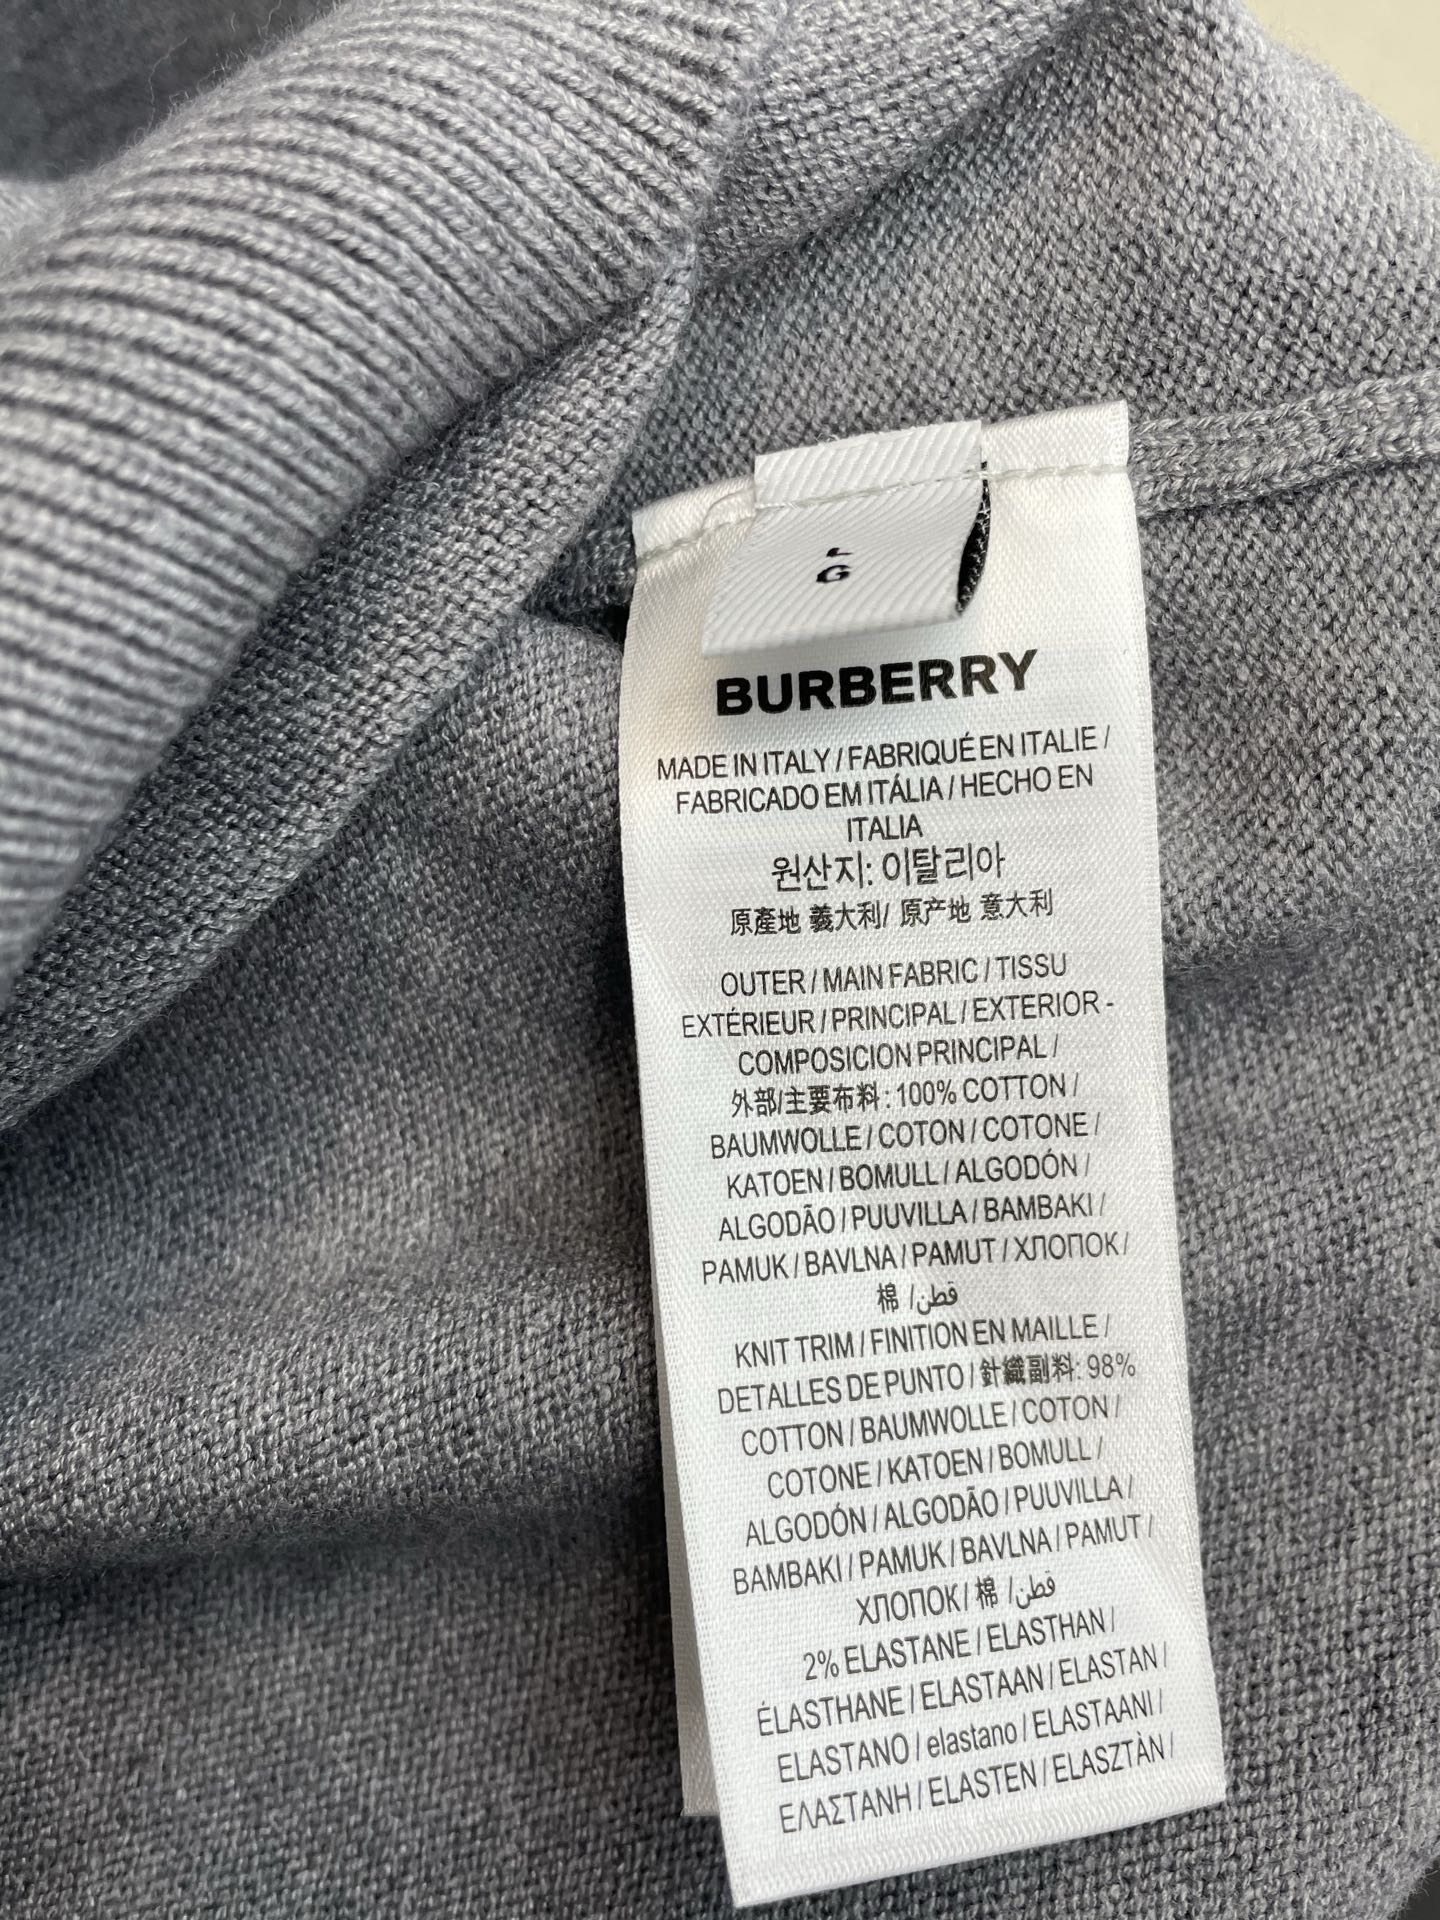 L
G
BURBERRY
MADE IN ITALY / FABRIQUÉ EN ITALIE /
FABRICADO EM ITÁLIA / HECHO EN
ITALIA
원산지: 이탈리아
原產地 義大利/ 原产地 意大利
OUTER / MAIN FABRIC / TISSU
EXTÉRIEUR / PRINCIPAL / EXTERIOR -
COMPOSICION PRINCIPAL /
外部/主要布料 : 100% COTTON /
BAUMWOLLE / COTON / COTONE /
KATOEN / BOMULL / ALGODÓN /
ALGODÃO / PUUVILLA / BAMBAKI /
PAMUK / BAVLNA / PAMUT / ХЛОПОК /
棉 / قطن
KNIT TRIM / FINITION EN MAILLE /
DETALLES DE PUNTO / 針織副料: 98%
COTTON / BAUMWOLLE / COTON /
COTONE / KATOEN / BOMULL /
ALGODÓN / ALGODÃO / PUUVILLA /
BAMBAKI / PAMUK / BAVLNA / PAMUT /
ХЛОПОК / 棉 / قطن
2% ELASTANE / ELASTHAN /
ÉLASTHANE / ELASTAAN / ELASTAN /
ELASTANO / elastano / ELASTAANI /
ΕΛΑΣΤΑΝΗ / ELASTEN / ELASZTÀN /